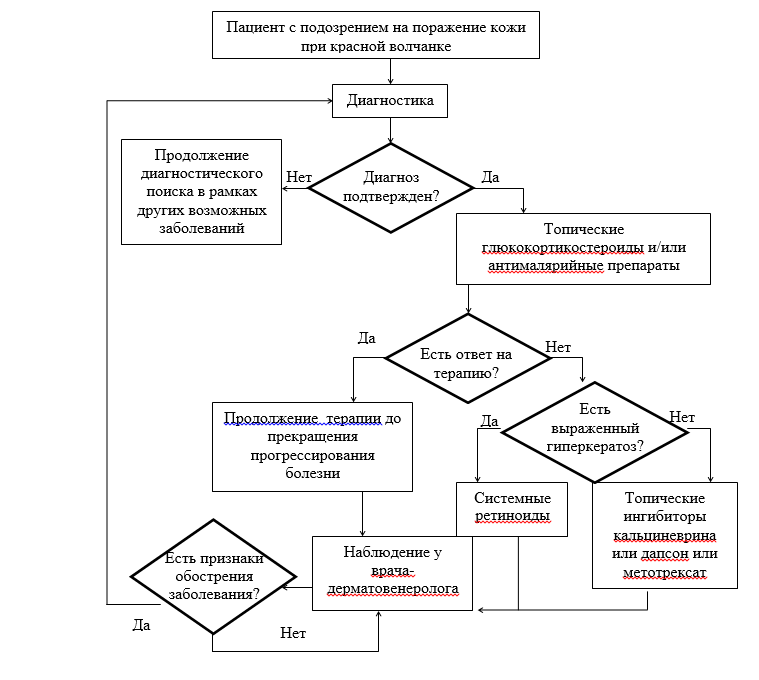 Пациент с подозрением на поражение кожи
при красной волчанке
Диагностика
Продолжение
диагностического
поиска в рамках
других возможных
заболеваний
Нет
Диагноз
подтвержден?
Да
Топические
глюкокортикостероиды и/или
антималярийные препараты
Да
Есть ответ на
терапию?
Нет
Продолжение терапии до
прекращения
прогрессирования
болезни
Да
Есть
выраженный
гиперкератоз?
Нет
Системные
ретиноиды
Топические
ингибиторы
кальциневрина
или дапсон или
метотрексат
Есть признаки
обострения
заболевания?
Наблюдение у
врача-
дерматовенеролога
Да
Нет